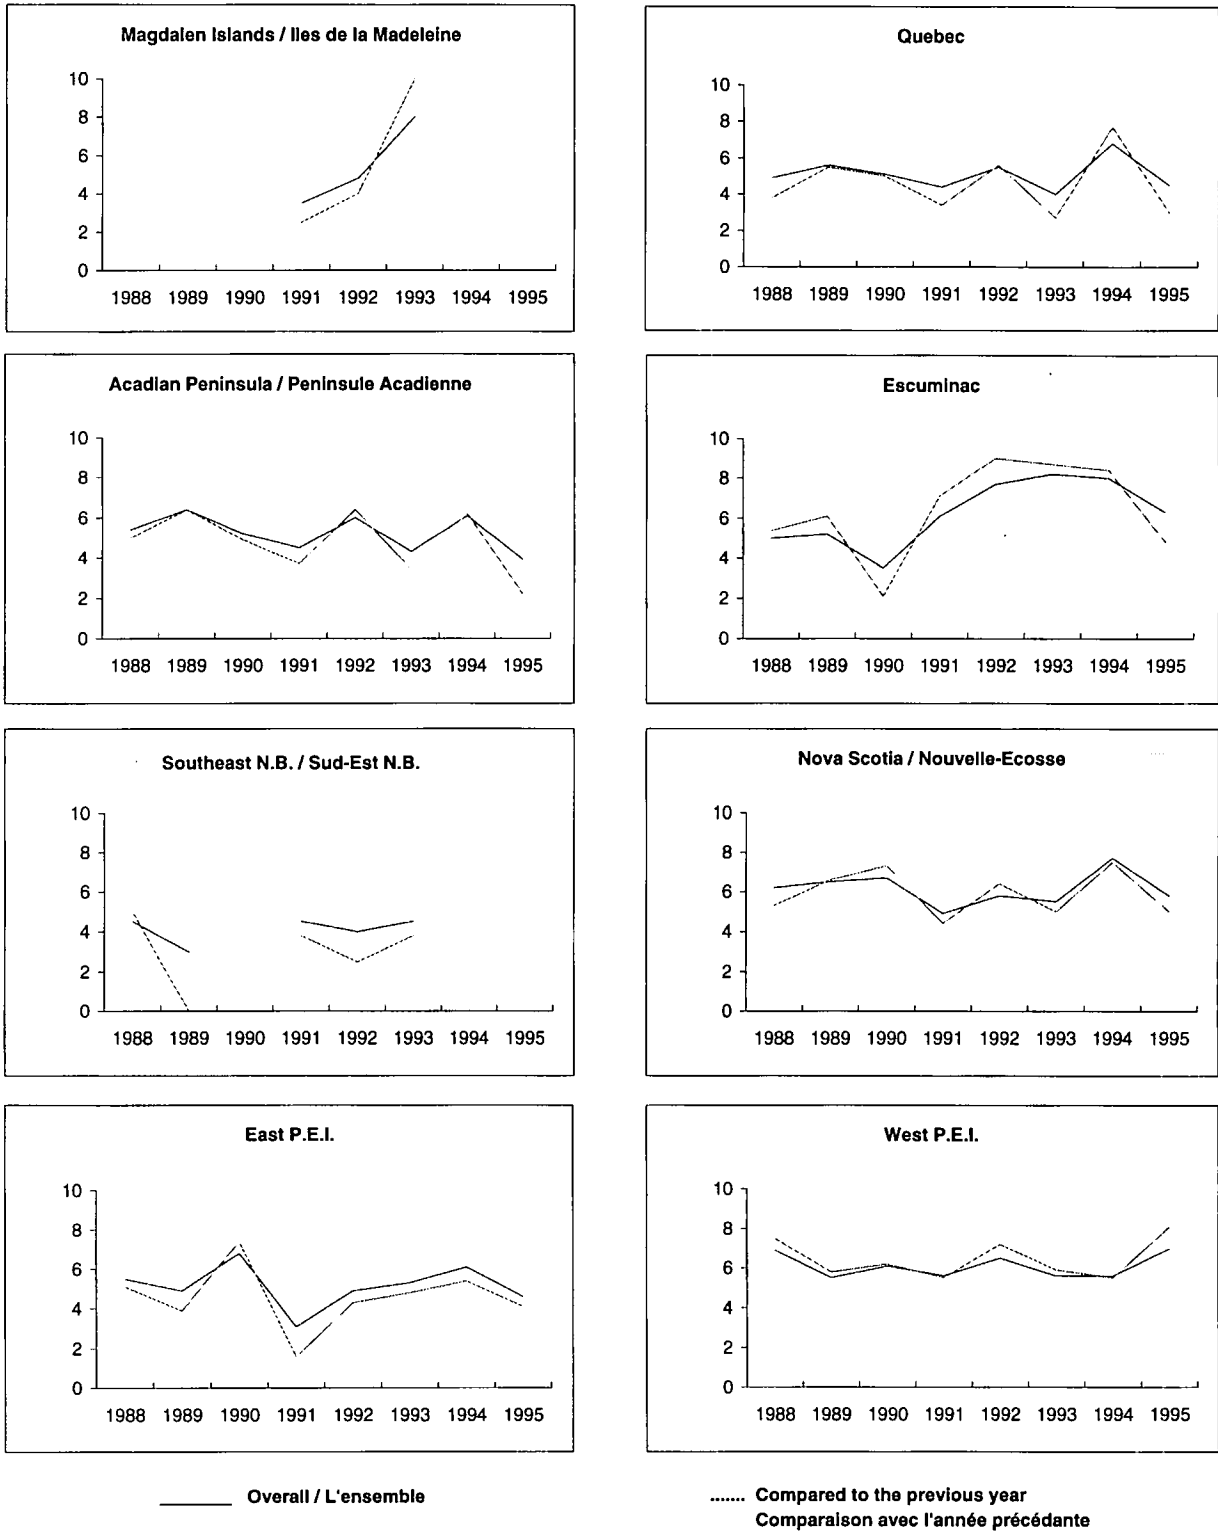 Magdalen Islands / Iles de la Madeleine
10
8
6
4
2
0
1988 1989 1990 1991 1992 1993 1994 1995
Quebec
10
8
6
4
2
0
1988 1989 1990 1991 1992 1993 1994 1995
Acadian Peninsula / Peninsule Acadienne
10
8
6
4
2
0
1988 1989 1990 1991 1992 1993 1994 1995
Escuminac
10
8
6
4
2
0
1988 1989 1990 1991 1992 1993 1994 1995
Southeast N.B. / Sud-Est N.B.
10
8
6
4
2
0
1988 1989 1990 1991 1992 1993 1994 1995
Nova Scotia / Nouvelle-Ecosse
10
8
6
4
2
0
1988 1989 1990 1991 1992 1993 1994 1995
East P.E.I.
10
8
6
4
2
0
1988 1989 1990 1991 1992 1993 1994 1995
West P.E.I.
10
8
6
4
2
0
1988 1989 1990 1991 1992 1993 1994 1995
Overall / L'ensemble
Compared to the previous year
Comparaison avec l'année précédante